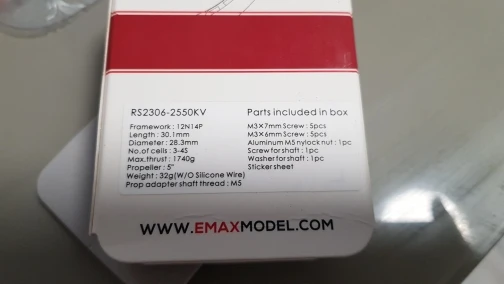 RS2306-2550KV
Framework : 12N14P
Length : 30.1mm
Diameter : 28.3mm
No.of cells : 3-4S
Max.thrust : 1740g
Propeller : 5"
Weight : 32g(W/O Silicone Wire)
Prop adapter shaft thread : M5
Parts included in box
M3×7mm Screw : 5pcs
M3×6mm Screw : 5pcs
Aluminum M5 nylock nut : 1pc
Screw for shaft : 1pc
Washer for shaft : 1pc
Sticker sheet
WWW.EMAXMODEL.COM